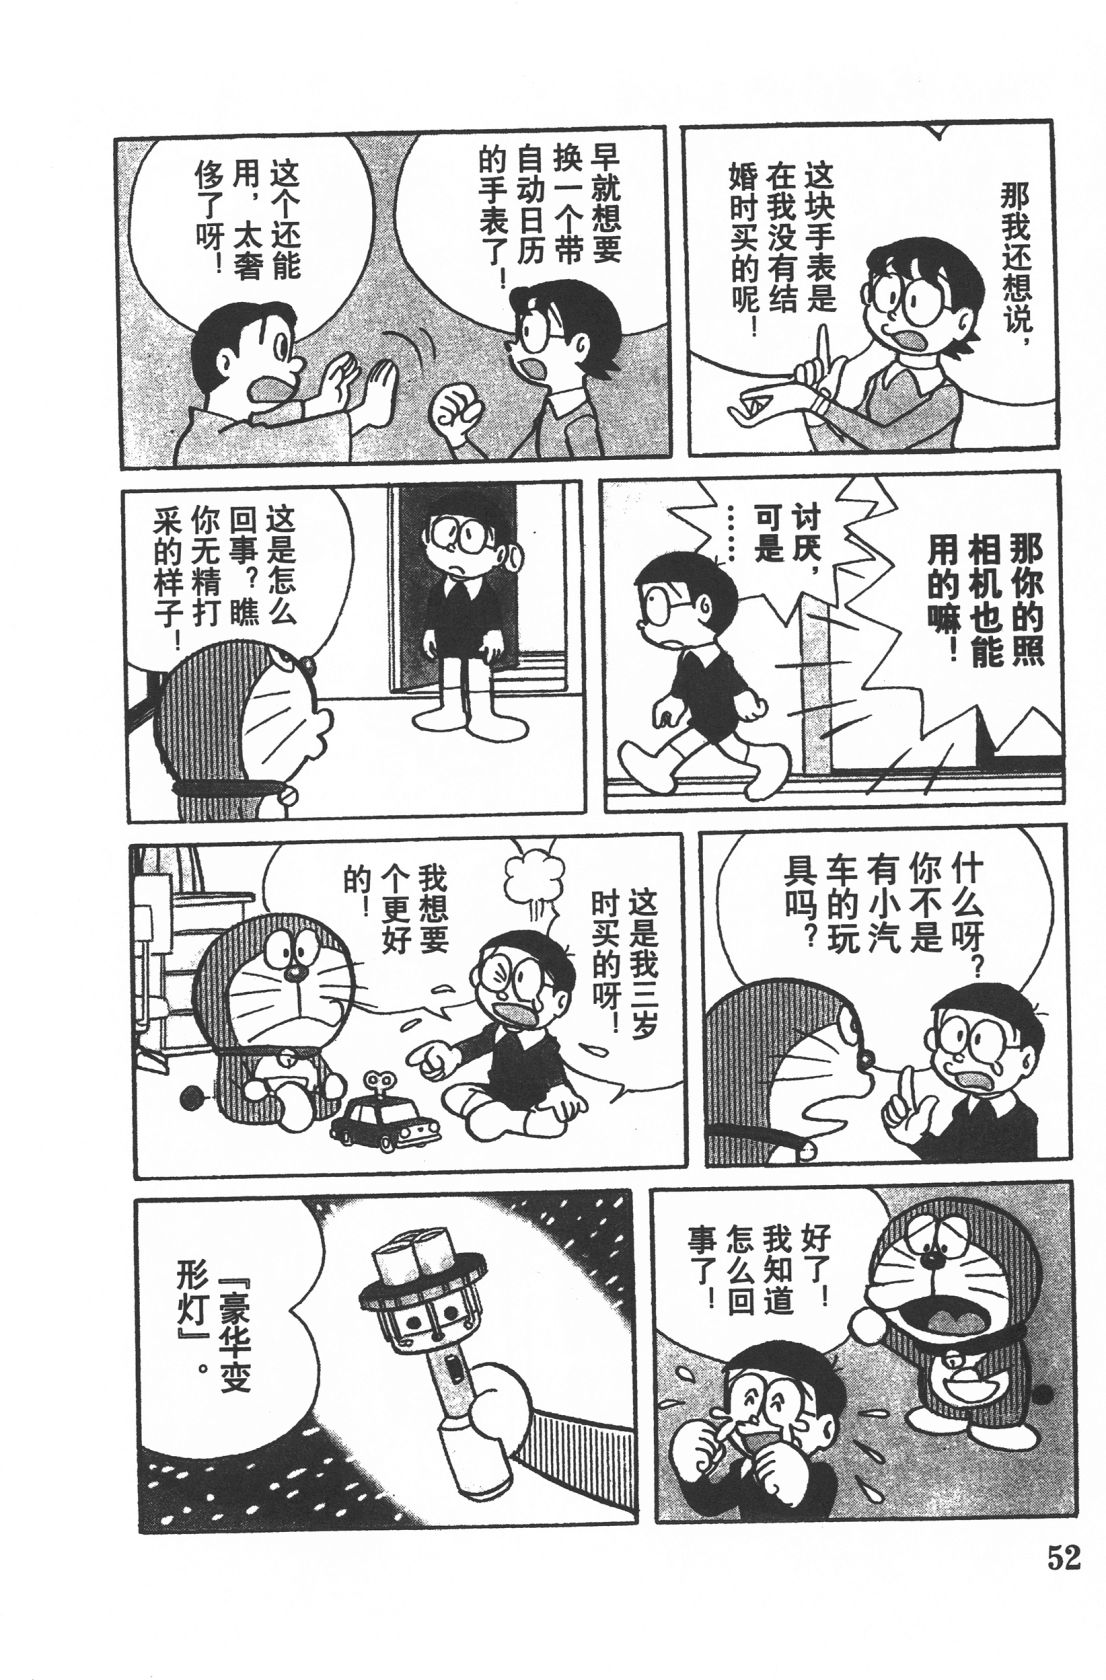 那我还想说，
这块手表是
在我没有结
婚时买的呢！
早就想要
换一个带
自动日历
的手表了！
这个还能
用，太奢
侈了呀！
那你的照
相机也能
用的嘛！
讨厌，
可是
……
这是怎么
回事？瞧
你无精打
采的样子！
什么呀？
你不是
有小汽
车的玩
具吗？
这是我三岁
时买的呀！
我想要
个更好
的！
好了！
我知道
怎么回
事了！
『豪华变
形灯』。
52